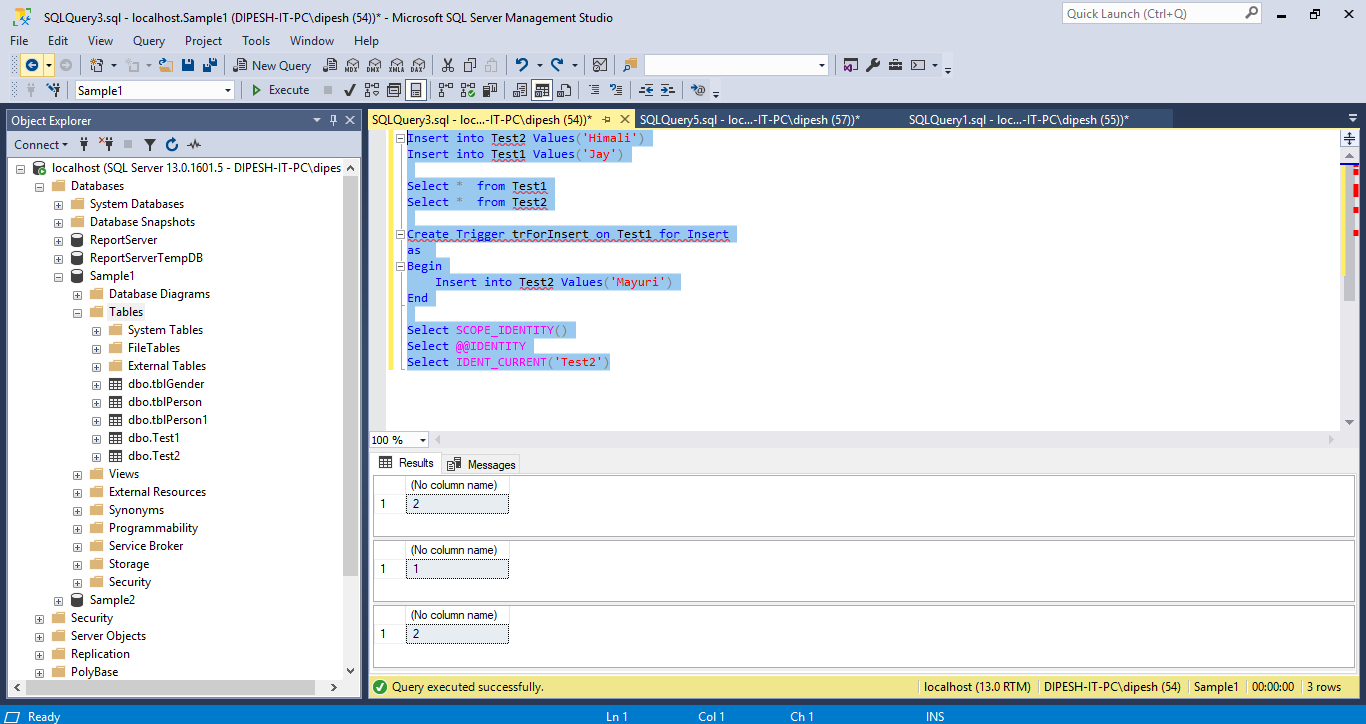 SQLQuery3.sql - localhost.Sample1 (DIPESH-IT-PC\dipesh (54))* - Microsoft SQL Server Management Studio
Quick Launch (Ctrl+Q)
File Edit View Query Project Tools Window Help
New Query MDX DMX XMLA DAX
Sample1 Execute
Object Explorer
Connect
localhost (SQL Server 13.0.1601.5 - DIPESH-IT-PC\dipes
Databases
System Databases
Database Snapshots
ReportServer
ReportServerTempDB
Sample1
Database Diagrams
Tables
System Tables
FileTables
External Tables
dbo.tblGender
dbo.tblPerson
dbo.tblPerson1
dbo.Test1
dbo.Test2
Views
External Resources
Synonyms
Programmability
Service Broker
Storage
Security
Sample2
Security
Server Objects
Replication
PolyBase
SQLQuery3.sql - loc...-IT-PC\dipesh (54))* SQLQuery5.sql - loc...-IT-PC\dipesh (57))* SQLQuery1.sql - loc...-IT-PC\dipesh (55))*
Insert into Test2 Values('Himali')
Insert into Test1 Values('Jay')
Select * from Test1
Select * from Test2
Create Trigger trForInsert on Test1 for Insert
as
Begin
Insert into Test2 Values('Mayuri')
End
Select SCOPE_IDENTITY()
Select @@IDENTITY
Select IDENT_CURRENT('Test2')
100 %
Results Messages
(No column name)
1 2
(No column name)
1 1
(No column name)
1 2
Query executed successfully. localhost (13.0 RTM) DIPESH-IT-PC\dipesh (54) Sample1 00:00:00 3 rows
Ready Ln 1 Col 1 Ch 1 INS